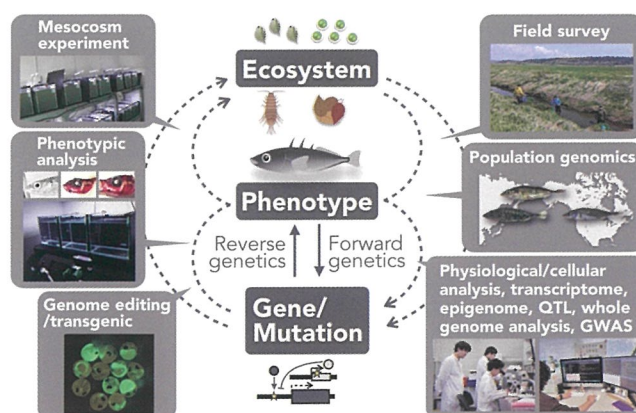 Mesocosm
experiment
Ecosystem
Field survey
Phenotypic
analysis
Population genomics
Phenotype
Reverse
genetics
Forward
genetics
Genome editing
/transgenic
Gene/
Mutation
Physiological/cellular
analysis, transcriptome,
epigenome, QTL, whole
genome analysis, GWAS